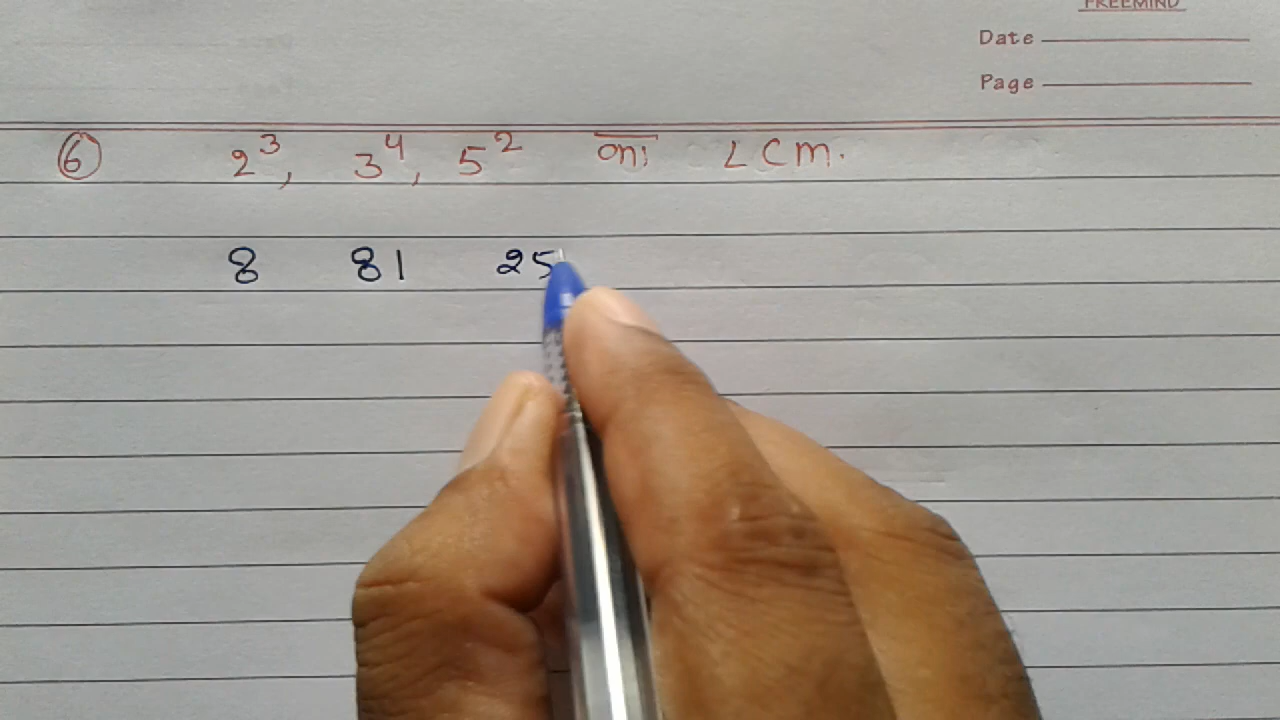 FREEMIND
Date
Page
⑥ 2³, 3⁴, 5² LCM.
8 81 25